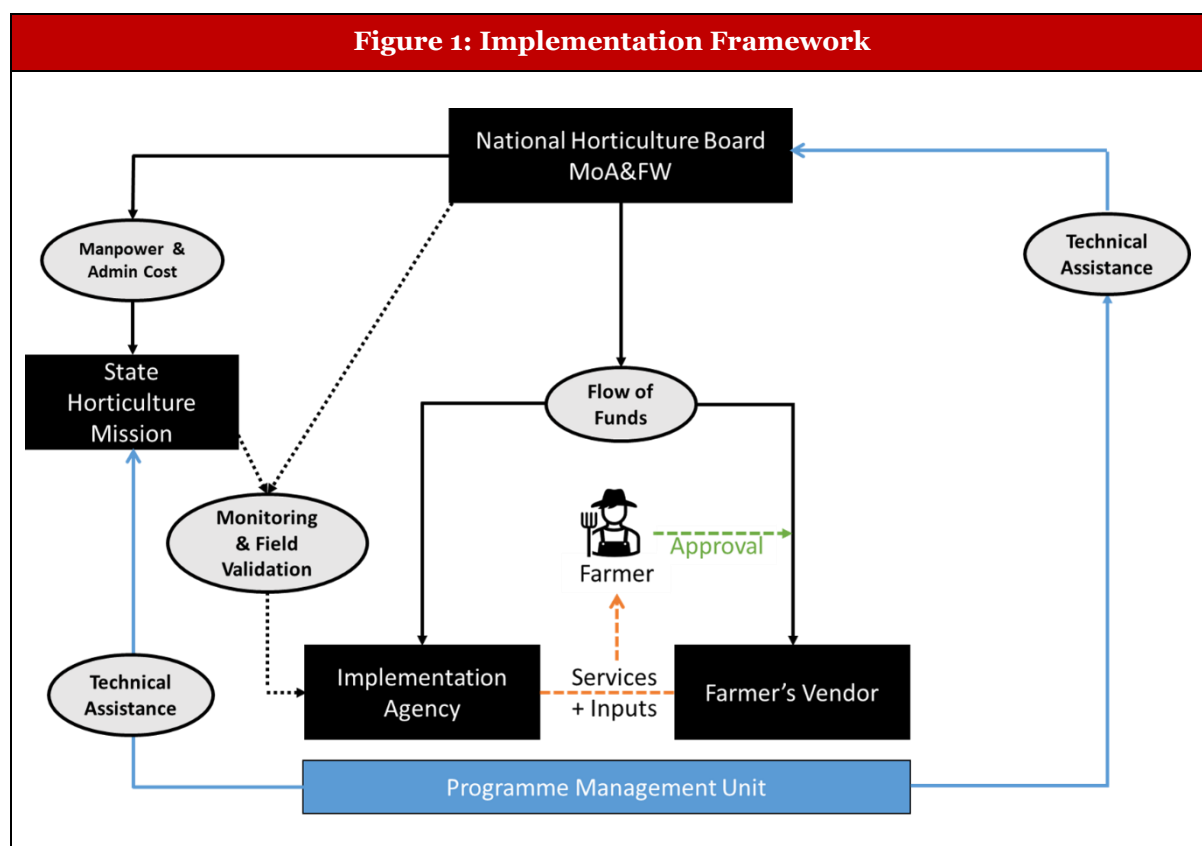 Figure 1: Implementation Framework
National Horticulture Board
MoA&FW
Manpower &
Admin Cost
Technical
Assistance
State
Horticulture
Mission
Flow of
Funds
Monitoring
& Field
Validation
Approval
Farmer
Implementation
Agency
Services
+ Inputs
Farmer’s Vendor
Technical
Assistance
Programme Management Unit